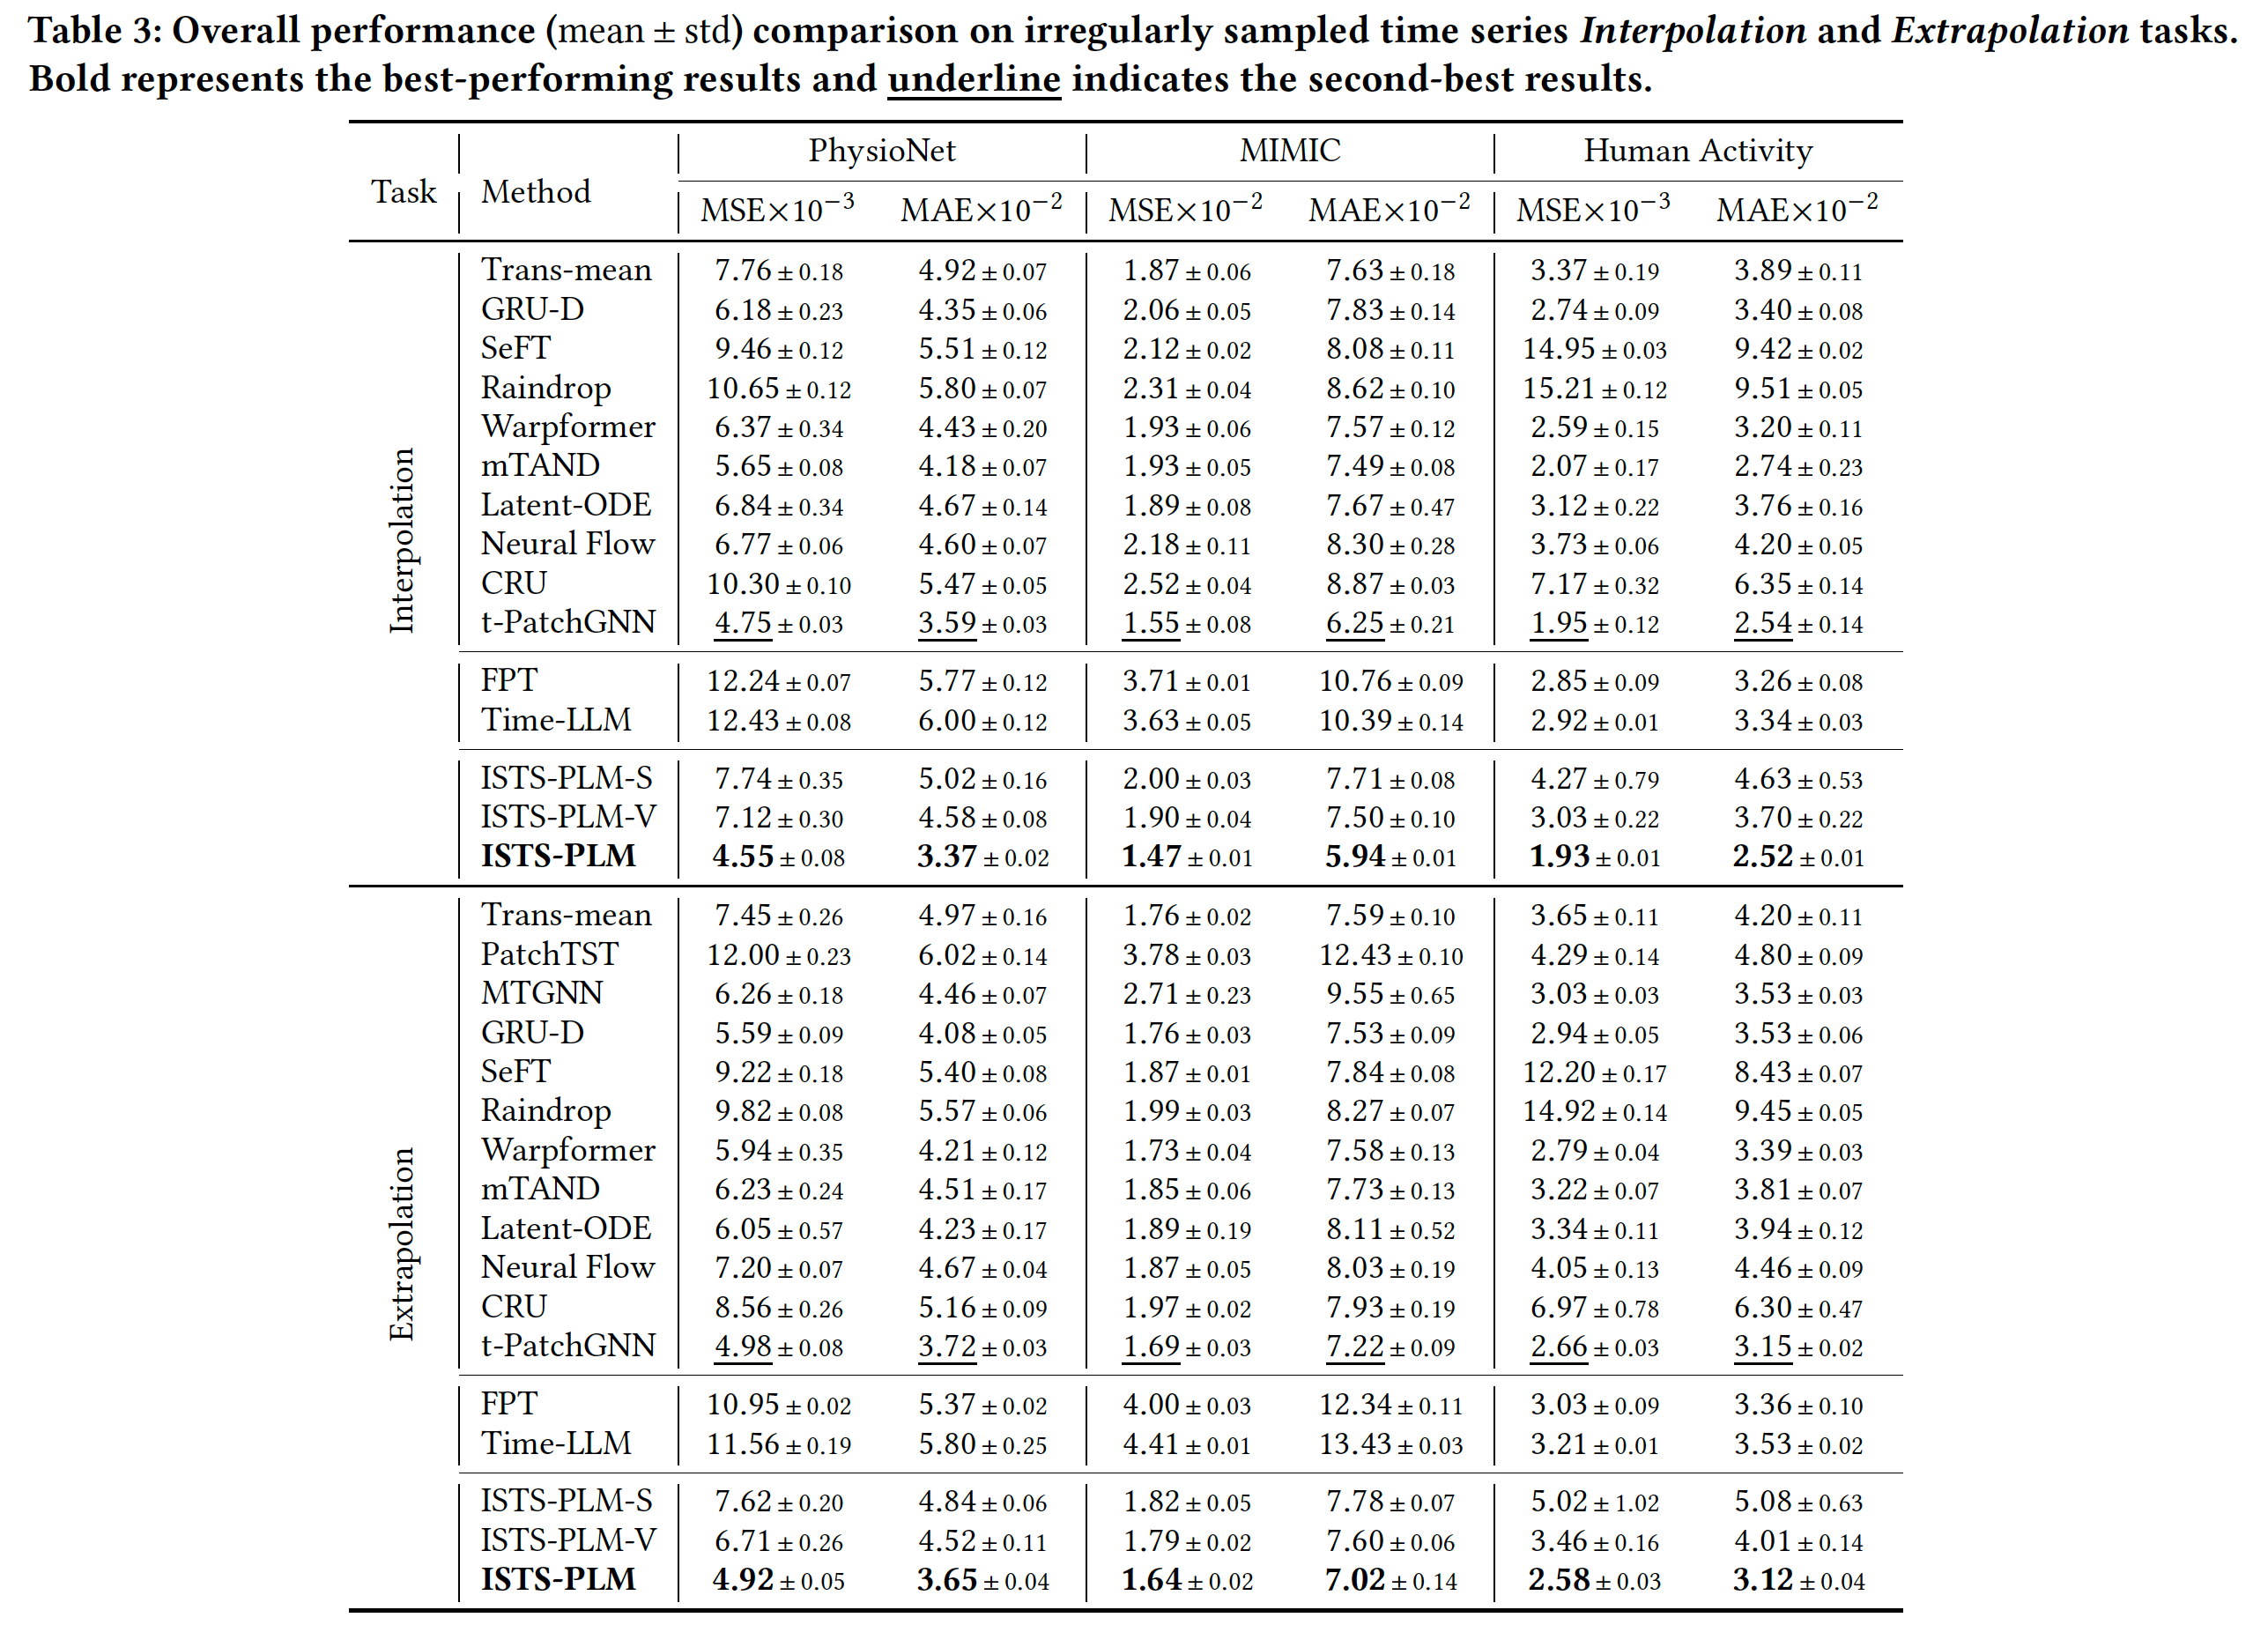 Table 3: Overall performance (mean ± std) comparison on irregularly sampled time series Interpolation and Extrapolation tasks.
Bold represents the best-performing results and underline indicates the second-best results.
Task Method PhysioNet MIMIC Human Activity
MSE×10−3 MAE×10−2 MSE×10−2 MAE×10−2 MSE×10−3 MAE×10−2
Interpolation
Trans-mean 7.76 ± 0.18 4.92 ± 0.07 1.87 ± 0.06 7.63 ± 0.18 3.37 ± 0.19 3.89 ± 0.11
GRU-D 6.18 ± 0.23 4.35 ± 0.06 2.06 ± 0.05 7.83 ± 0.14 2.74 ± 0.09 3.40 ± 0.08
SeFT 9.46 ± 0.12 5.51 ± 0.12 2.12 ± 0.02 8.08 ± 0.11 14.95 ± 0.03 9.42 ± 0.02
Raindrop 10.65 ± 0.12 5.80 ± 0.07 2.31 ± 0.04 8.62 ± 0.10 15.21 ± 0.12 9.51 ± 0.05
Warpformer 6.37 ± 0.34 4.43 ± 0.20 1.93 ± 0.06 7.57 ± 0.12 2.59 ± 0.15 3.20 ± 0.11
mTAND 5.65 ± 0.08 4.18 ± 0.07 1.93 ± 0.05 7.49 ± 0.08 2.07 ± 0.17 2.74 ± 0.23
Latent-ODE 6.84 ± 0.34 4.67 ± 0.14 1.89 ± 0.08 7.67 ± 0.47 3.12 ± 0.22 3.76 ± 0.16
Neural Flow 6.77 ± 0.06 4.60 ± 0.07 2.18 ± 0.11 8.30 ± 0.28 3.73 ± 0.06 4.20 ± 0.05
CRU 10.30 ± 0.10 5.47 ± 0.05 2.52 ± 0.04 8.87 ± 0.03 7.17 ± 0.32 6.35 ± 0.14
t-PatchGNN 4.75 ± 0.03 3.59 ± 0.03 1.55 ± 0.08 6.25 ± 0.21 1.95 ± 0.12 2.54 ± 0.14
FPT 12.24 ± 0.07 5.77 ± 0.12 3.71 ± 0.01 10.76 ± 0.09 2.85 ± 0.09 3.26 ± 0.08
Time-LLM 12.43 ± 0.08 6.00 ± 0.12 3.63 ± 0.05 10.39 ± 0.14 2.92 ± 0.01 3.34 ± 0.03
ISTS-PLM-S 7.74 ± 0.35 5.02 ± 0.16 2.00 ± 0.03 7.71 ± 0.08 4.27 ± 0.79 4.63 ± 0.53
ISTS-PLM-V 7.12 ± 0.30 4.58 ± 0.08 1.90 ± 0.04 7.50 ± 0.10 3.03 ± 0.22 3.70 ± 0.22
ISTS-PLM 4.55 ± 0.08 3.37 ± 0.02 1.47 ± 0.01 5.94 ± 0.01 1.93 ± 0.01 2.52 ± 0.01
Extrapolation
Trans-mean 7.45 ± 0.26 4.97 ± 0.16 1.76 ± 0.02 7.59 ± 0.10 3.65 ± 0.11 4.20 ± 0.11
PatchTST 12.00 ± 0.23 6.02 ± 0.14 3.78 ± 0.03 12.43 ± 0.10 4.29 ± 0.14 4.80 ± 0.09
MTGNN 6.26 ± 0.18 4.46 ± 0.07 2.71 ± 0.23 9.55 ± 0.65 3.03 ± 0.03 3.53 ± 0.03
GRU-D 5.59 ± 0.09 4.08 ± 0.05 1.76 ± 0.03 7.53 ± 0.09 2.94 ± 0.05 3.53 ± 0.06
SeFT 9.22 ± 0.18 5.40 ± 0.08 1.87 ± 0.01 7.84 ± 0.08 12.20 ± 0.17 8.43 ± 0.07
Raindrop 9.82 ± 0.08 5.57 ± 0.06 1.99 ± 0.03 8.27 ± 0.07 14.92 ± 0.14 9.45 ± 0.05
Warpformer 5.94 ± 0.35 4.21 ± 0.12 1.73 ± 0.04 7.58 ± 0.13 2.79 ± 0.04 3.39 ± 0.03
mTAND 6.23 ± 0.24 4.51 ± 0.17 1.85 ± 0.06 7.73 ± 0.13 3.22 ± 0.07 3.81 ± 0.07
Latent-ODE 6.05 ± 0.57 4.23 ± 0.17 1.89 ± 0.19 8.11 ± 0.52 3.34 ± 0.11 3.94 ± 0.12
Neural Flow 7.20 ± 0.07 4.67 ± 0.04 1.87 ± 0.05 8.03 ± 0.19 4.05 ± 0.13 4.46 ± 0.09
CRU 8.56 ± 0.26 5.16 ± 0.09 1.97 ± 0.02 7.93 ± 0.19 6.97 ± 0.78 6.30 ± 0.47
t-PatchGNN 4.98 ± 0.08 3.72 ± 0.03 1.69 ± 0.03 7.22 ± 0.09 2.66 ± 0.03 3.15 ± 0.02
FPT 10.95 ± 0.02 5.37 ± 0.02 4.00 ± 0.03 12.34 ± 0.11 3.03 ± 0.09 3.36 ± 0.10
Time-LLM 11.56 ± 0.19 5.80 ± 0.25 4.41 ± 0.01 13.43 ± 0.03 3.21 ± 0.01 3.53 ± 0.02
ISTS-PLM-S 7.62 ± 0.20 4.84 ± 0.06 1.82 ± 0.05 7.78 ± 0.07 5.02 ± 1.02 5.08 ± 0.63
ISTS-PLM-V 6.71 ± 0.26 4.52 ± 0.11 1.79 ± 0.02 7.60 ± 0.06 3.46 ± 0.16 4.01 ± 0.14
ISTS-PLM 4.92 ± 0.05 3.65 ± 0.04 1.64 ± 0.02 7.02 ± 0.14 2.58 ± 0.03 3.12 ± 0.04